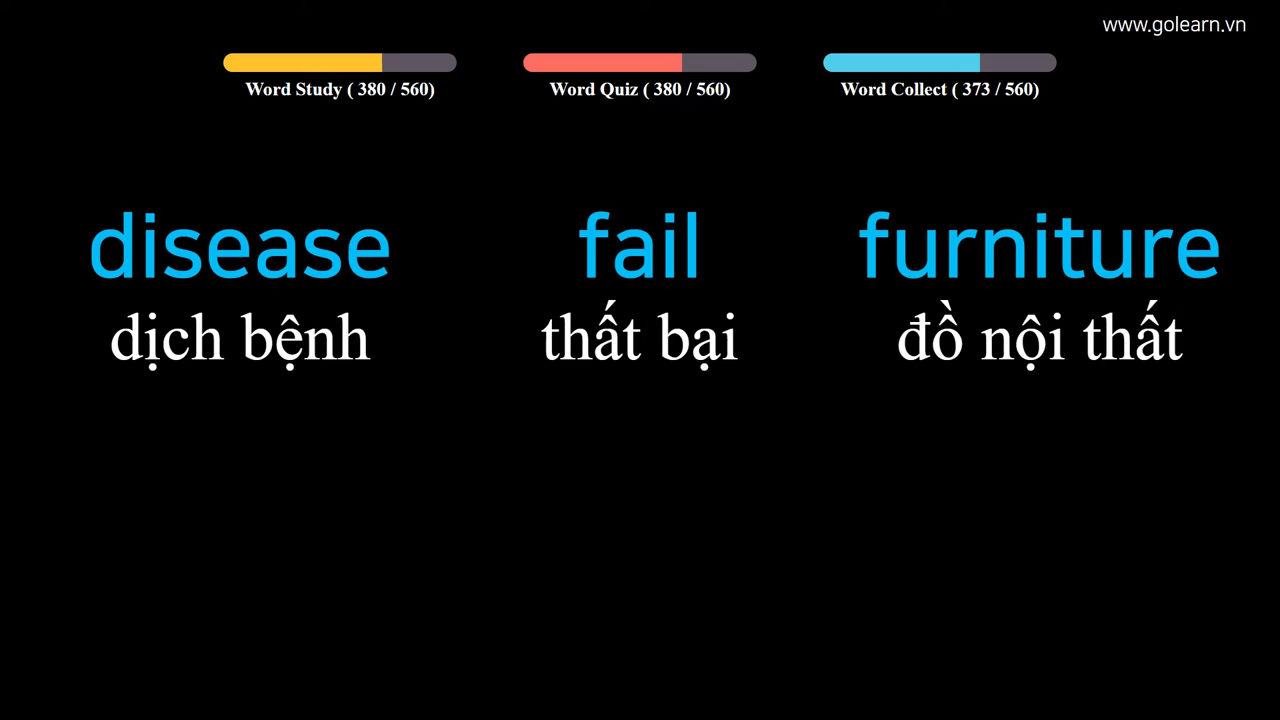 www.golearn.vn
Word Study ( 380 / 560)
Word Quiz ( 380 / 560)
Word Collect ( 373 / 560)
disease
dịch bệnh
fail
thất bại
furniture
đồ nội thất